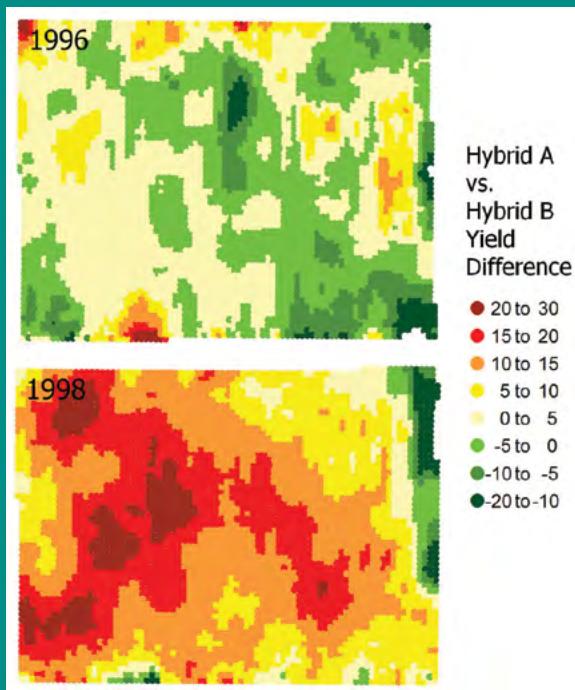 1996
Hybrid A
vs.
Hybrid B
Yield
Difference
20 to 30
15 to 20
10 to 15
5 to 10
0 to 5
-5 to 0
-10 to -5
-20 to -10
1998